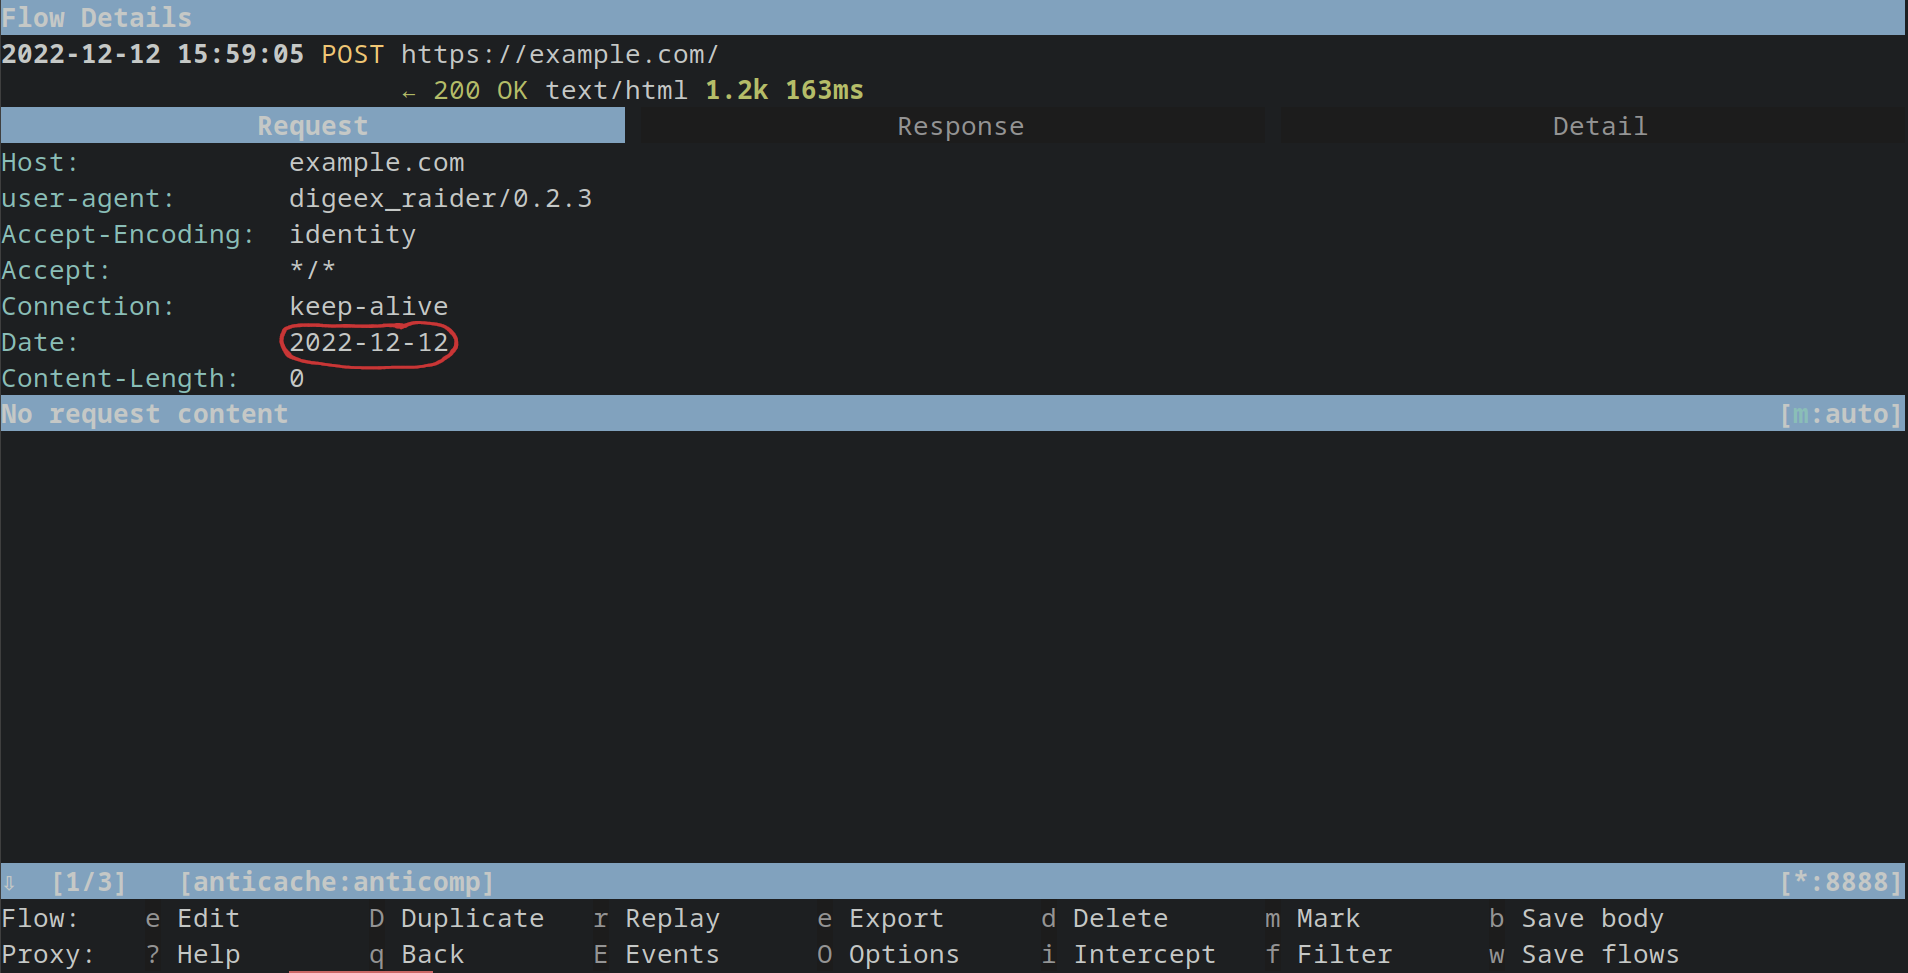 Flow Details
2022-12-12 15:59:05 POST https://example.com/
← 200 OK text/html 1.2k 163ms
Request Response Detail
Host: example.com
user-agent: digeex_raider/0.2.3
Accept-Encoding: identity
Accept: */*
Connection: keep-alive
Date: 2022-12-12
Content-Length: 0
No request content [m:auto]
⇩ [1/3] [anticache:anticomp] [*:8888]
Flow: e Edit D Duplicate r Replay e Export d Delete m Mark b Save body
Proxy: ? Help q Back E Events O Options i Intercept f Filter w Save flows